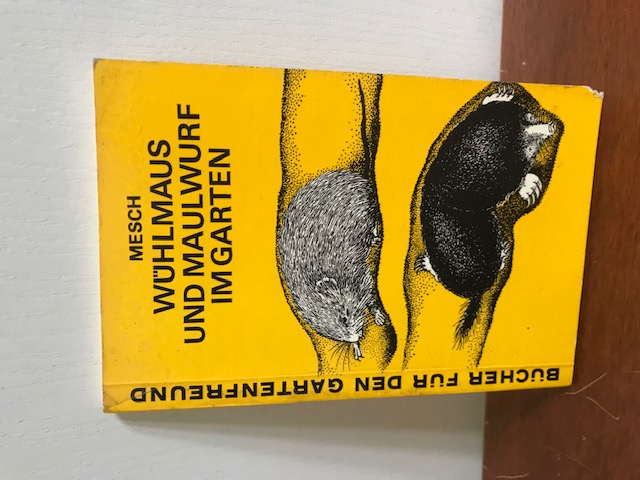 MESCH
WÜHLMAUS
UND MAULWURF
IM GARTEN
BÜCHER FÜR DEN GARTENFREUND